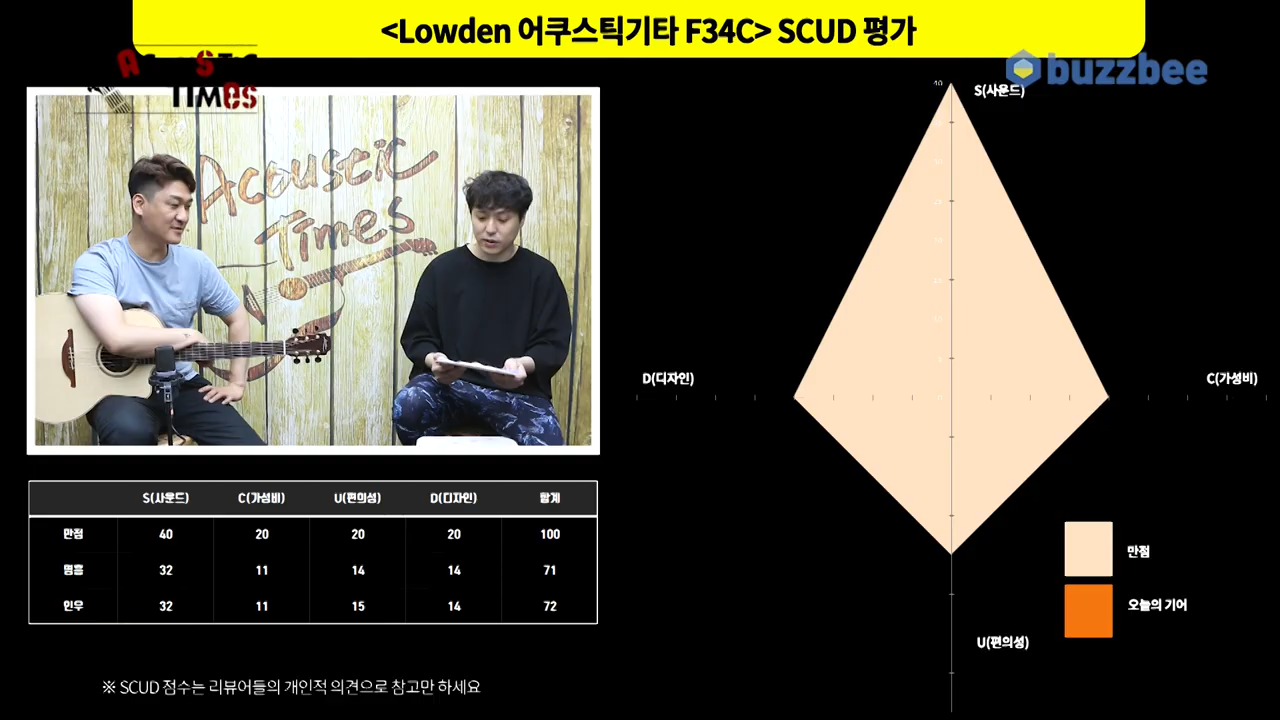 <Lowden 어쿠스틱기타 F34C> SCUD 평가
ACOUSTIC
TIMES
buzzbee
Acoustic
Times
40
S(사운드)
D(디자인)
C(가성비)
U(편의성)
만점
오늘의 기어
S(사운드) C(가성비) U(편의성) D(디자인) 합계
만점 40 20 20 20 100
명흠 32 11 14 14 71
인우 32 11 15 14 72
※ SCUD 점수는 리뷰어들의 개인적 의견으로 참고만 하세요